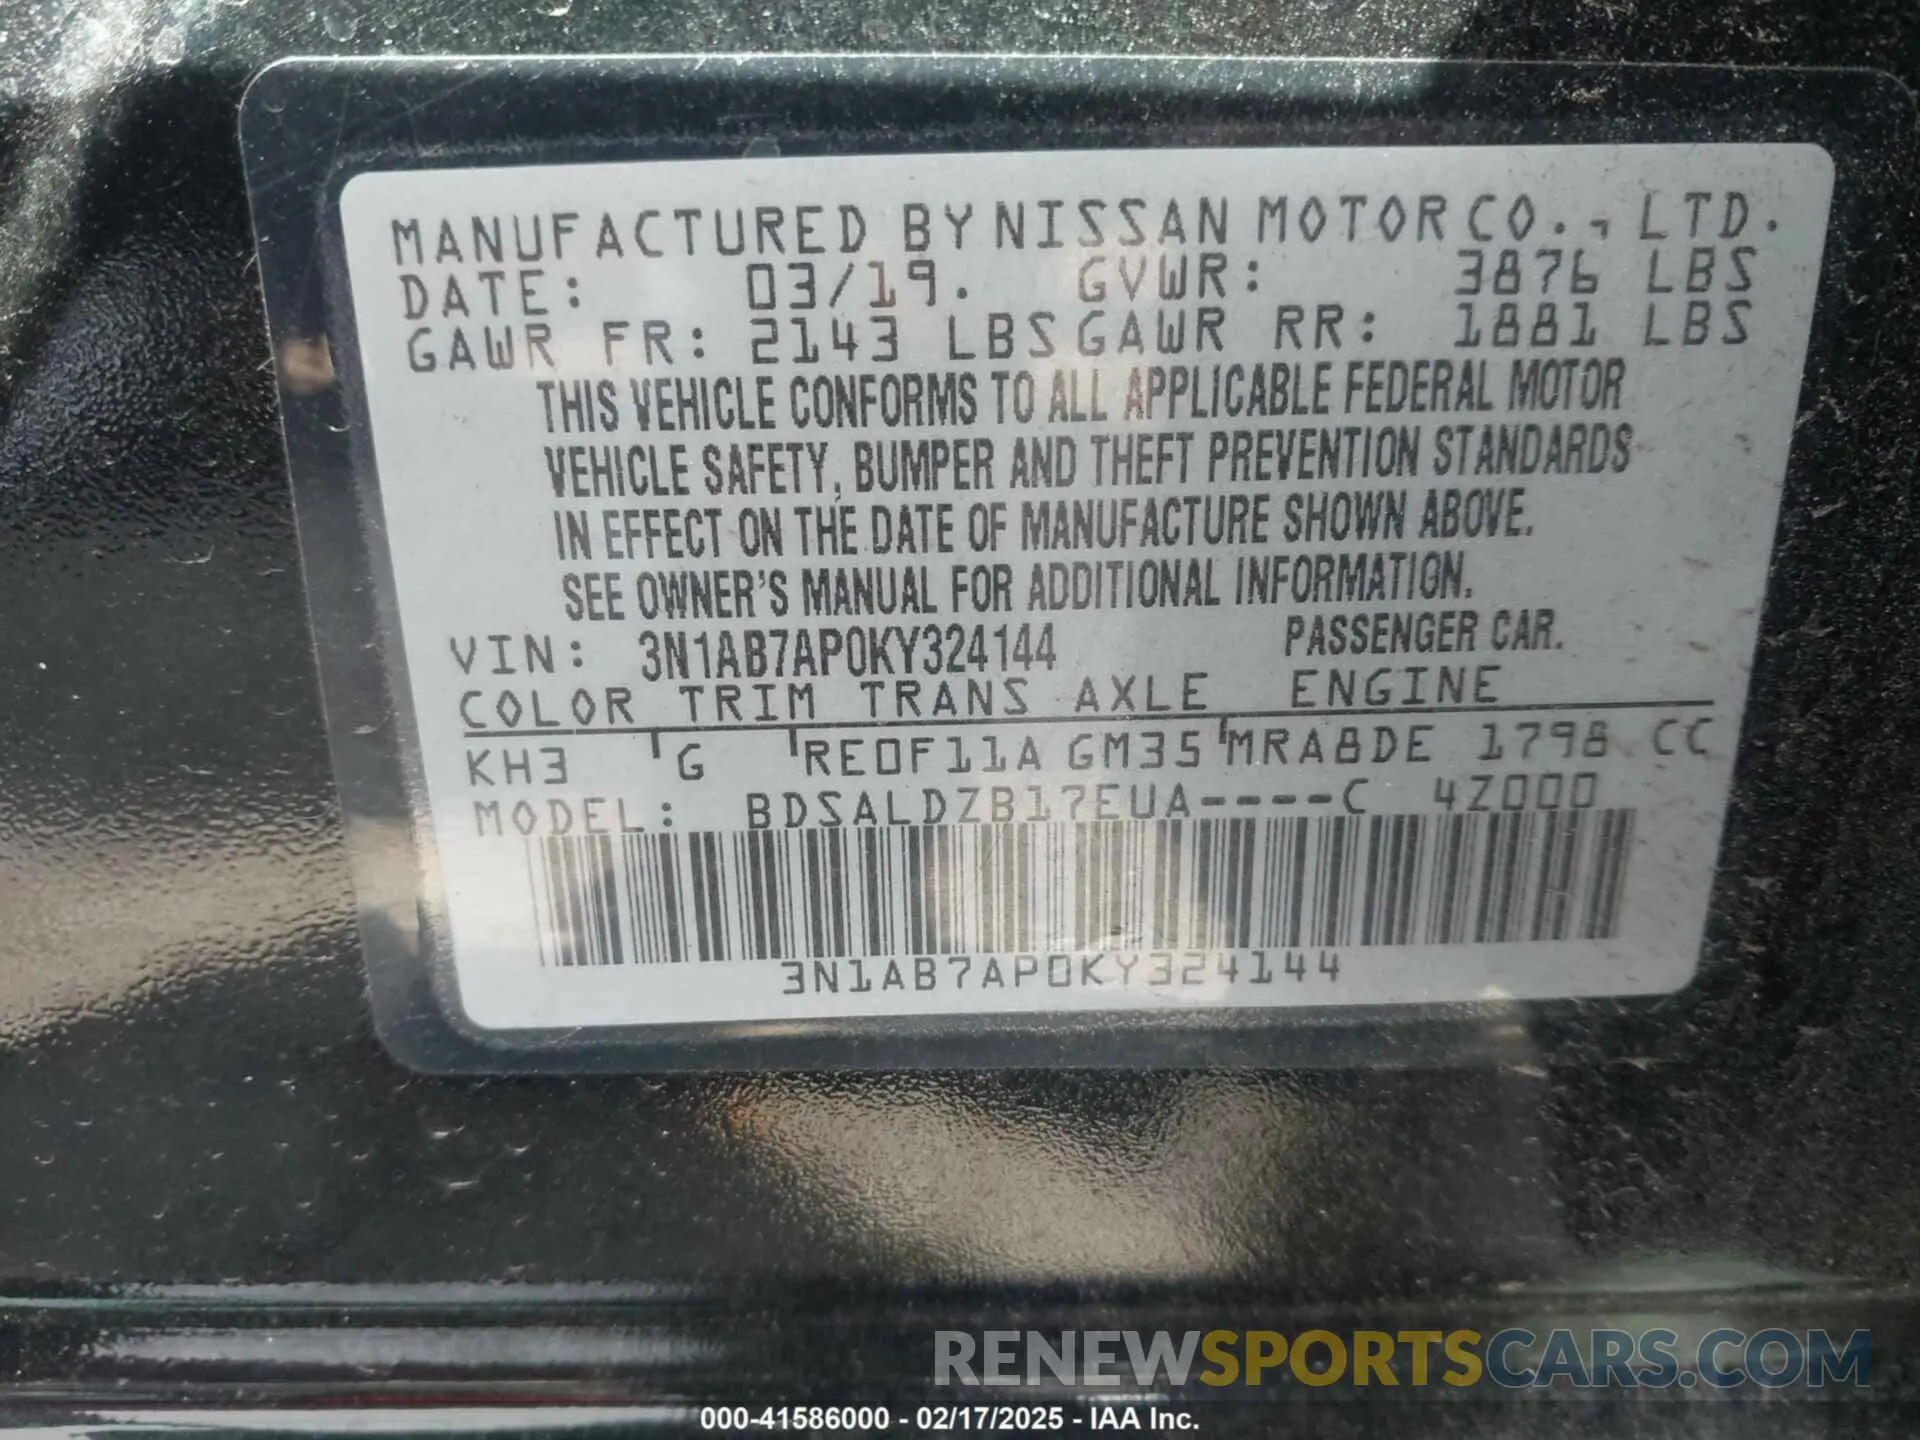 MANUFACTURED BY NISSAN MOTOR CO., LTD.
DATE: 03/19. GVWR: 3876 LBS
GAWR FR: 2143 LBS GAWR RR: 1881 LBS
THIS VEHICLE CONFORMS TO ALL APPLICABLE FEDERAL MOTOR
VEHICLE SAFETY, BUMPER AND THEFT PREVENTION STANDARDS
IN EFFECT ON THE DATE OF MANUFACTURE SHOWN ABOVE.
SEE OWNER'S MANUAL FOR ADDITIONAL INFORMATION.
VIN: 3N1AB7AP0KY324144 PASSENGER CAR.
COLOR TRIM TRANS AXLE ENGINE
KH3 G RE0F11A GM35 MRA8DE 1798 CC
MODEL: BDSALDZB17EUA----C 4Z000
3N1AB7AP0KY324144
RENEWSPORTSCARS.COM
000-41586000 - 02/17/2025 - IAA Inc.